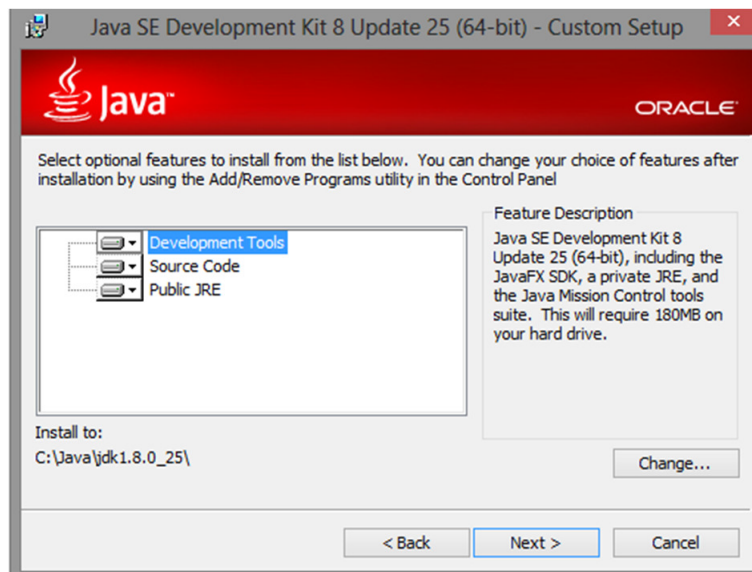 Java SE Development Kit 8 Update 25 (64-bit) - Custom Setup
Java™
ORACLE
Select optional features to install from the list below. You can change your choice of features after
installation by using the Add/Remove Programs utility in the Control Panel
Development Tools
Source Code
Public JRE
Feature Description
Java SE Development Kit 8
Update 25 (64-bit), including the
JavaFX SDK, a private JRE, and
the Java Mission Control tools
suite. This will require 180MB on
your hard drive.
Install to:
C:\Java\jdk1.8.0_25\
Change...
< Back
Next >
Cancel